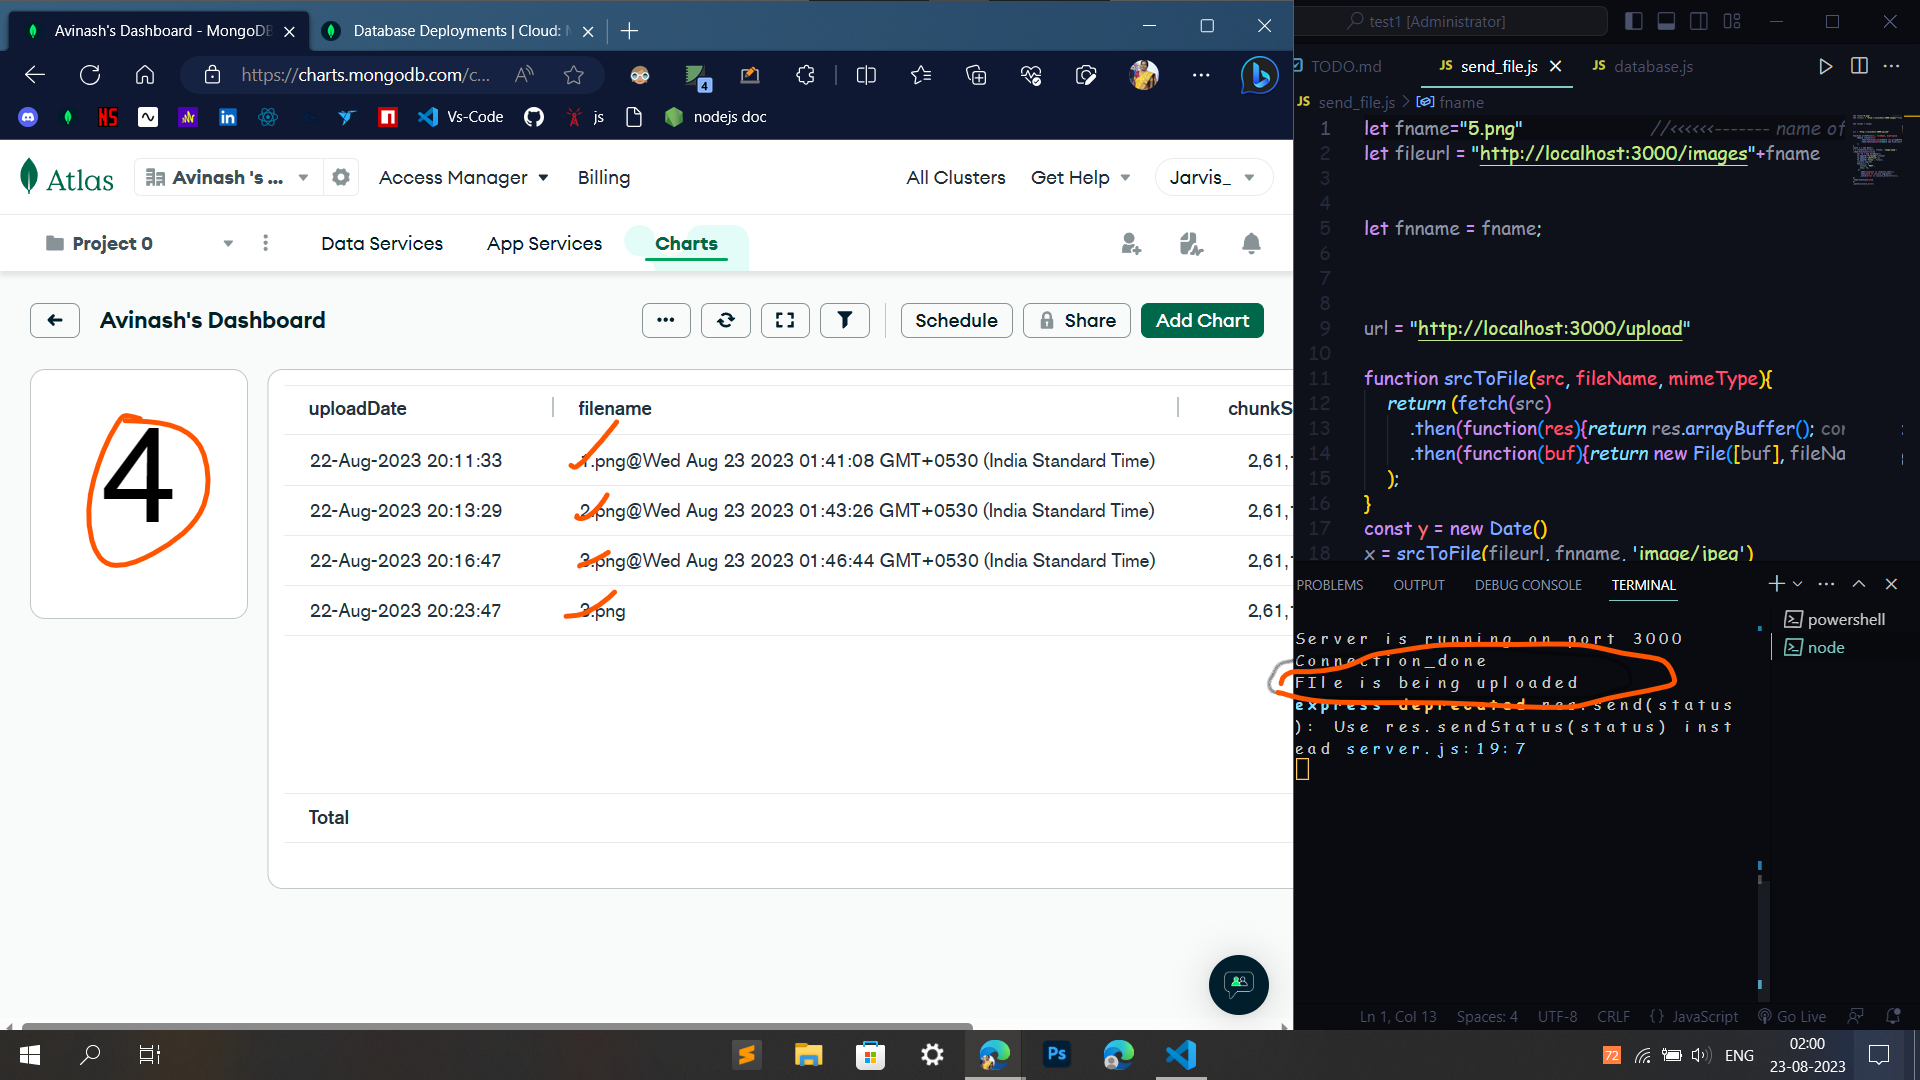 Avinash's Dashboard - MongoDB
Database Deployments | Cloud: M
https://charts.mongodb.com/c...
4
Vs-Code
js
nodejs doc
Atlas
Avinash 's ...
Access Manager
Billing
All Clusters
Get Help
Jarvis_
Project 0
Data Services
App Services
Charts
Avinash's Dashboard
Schedule
Share
Add Chart
4
uploadDate filename chunkS
22-Aug-2023 20:11:33 1.png@Wed Aug 23 2023 01:41:08 GMT+0530 (India Standard Time) 2,61,
22-Aug-2023 20:13:29 2.png@Wed Aug 23 2023 01:43:26 GMT+0530 (India Standard Time) 2,61,
22-Aug-2023 20:16:47 3.png@Wed Aug 23 2023 01:46:44 GMT+0530 (India Standard Time) 2,61,
22-Aug-2023 20:23:47 3.png 2,61,
Total
test1 [Administrator]
TODO.md
JS send_file.js
JS database.js
JS send_file.js > fname
1 let fname="5.png" //<<<<<<------- name of
2 let fileurl = "http://localhost:3000/images"+fname
3
4
5 let fnname = fname;
6
7
8
9 url = "http://localhost:3000/upload"
10
11 function srcToFile(src, fileName, mimeType){
12 return (fetch(src)
13 .then(function(res){return res.arrayBuffer(); cor
14 .then(function(buf){return new File([buf], fileNa
15 );
16 }
17 const y = new Date()
18 x = srcToFile(fileurl, fnname, 'image/jpeg')
PROBLEMS OUTPUT DEBUG CONSOLE TERMINAL
powershell
node
Server is running on port 3000
Connection_done
FIle is being uploaded
express deprecated res.send(status
): Use res.sendStatus(status) inst
ead server.js:19:7
Ln 1, Col 13 Spaces: 4 UTF-8 CRLF {} JavaScript Go Live
Ps
72
ENG
02:00
23-08-2023